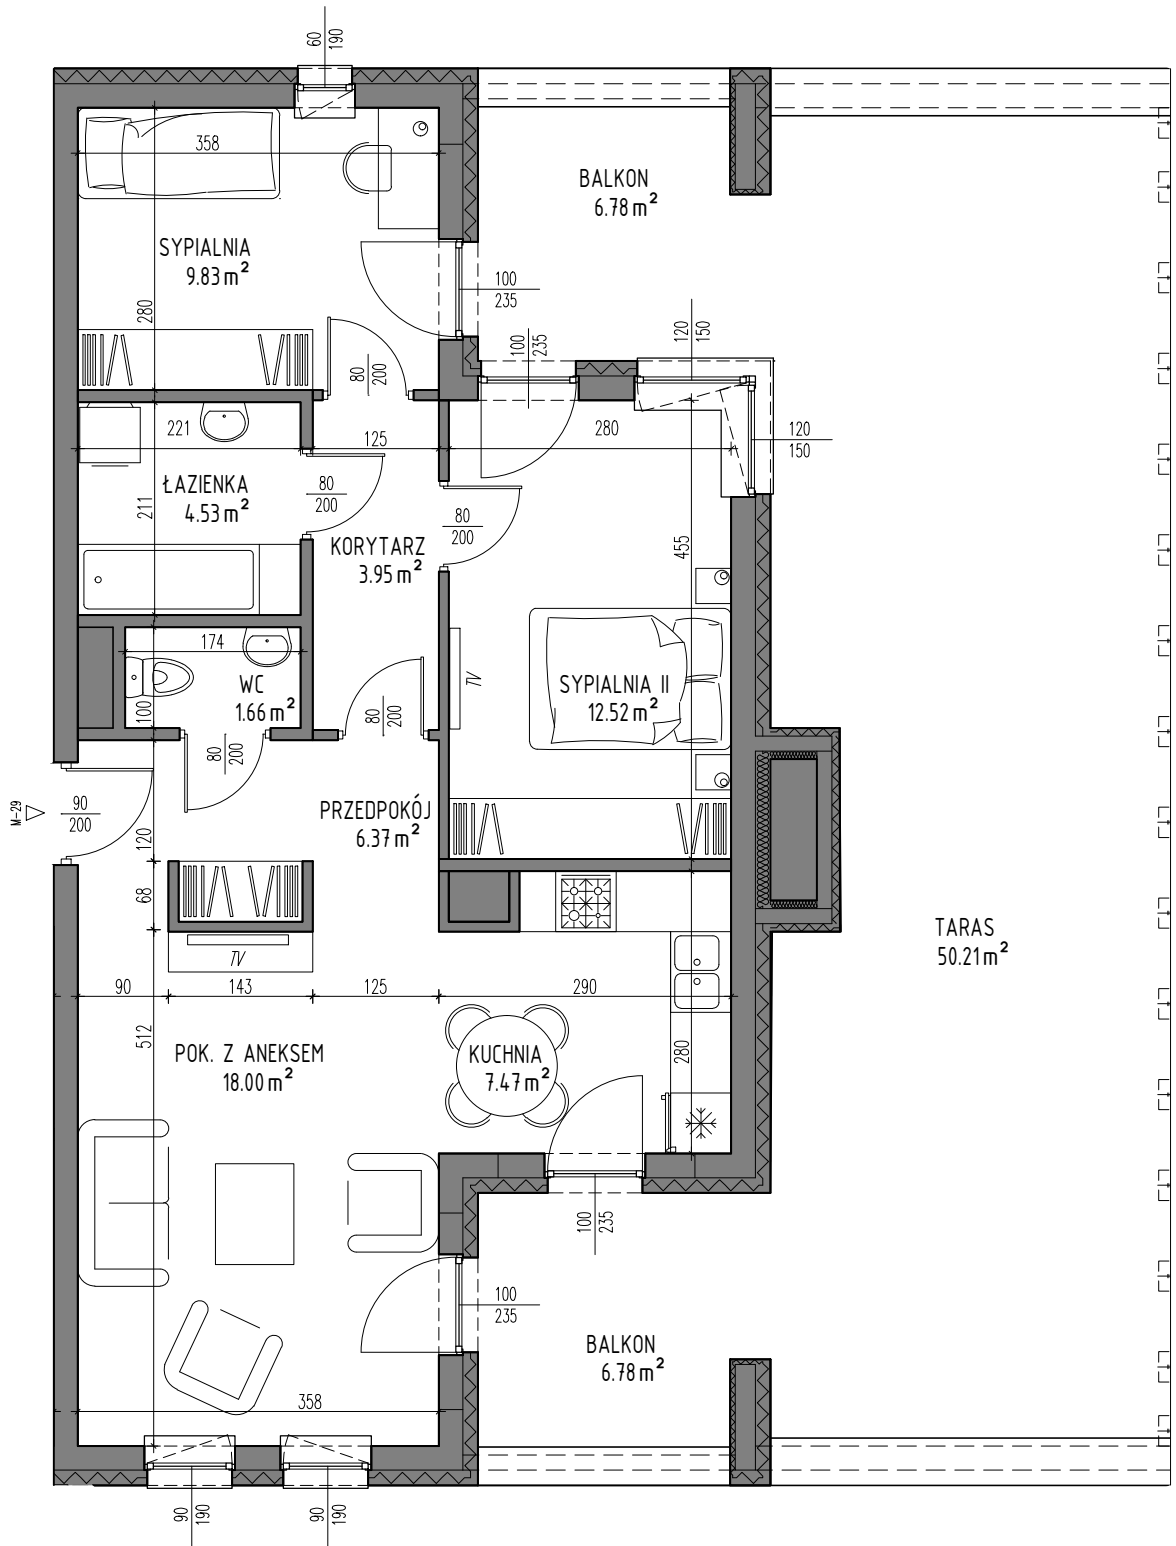 60
190
358
BALKON
6.78 m²
SYPIALNIA
9.83 m²
280
100
235
100
235
120
150
80
200
221
125
280
120
150
ŁAZIENKA
4.53 m²
211
80
200
80
200
KORYTARZ
3.95 m²
455
174
WC
1.66 m²
100
TV
SYPIALNIA II
12.52 m²
80
200
80
200
M-29
90
200
120
PRZEDPOKÓJ
6.37 m²
68
TV
TARAS
50.21 m²
90
143
125
290
512
POK. Z ANEKSEM
18.00 m²
KUCHNIA
7.47 m²
280
100
235
100
235
BALKON
6.78 m²
358
90
190
90
190